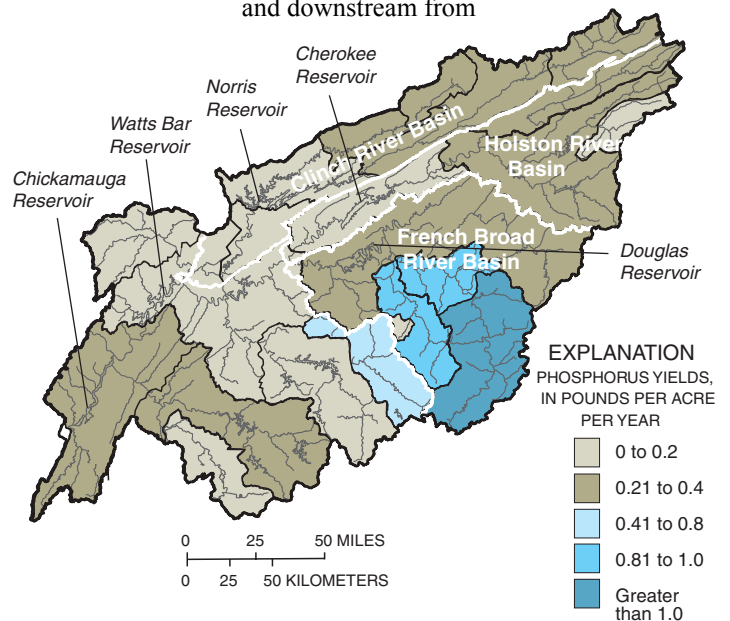 and downstream from
Cherokee
Reservoir
Norris
Reservoir
Watts Bar
Reservoir
Chickamauga
Reservoir
Clinch River Basin
Holston River
Basin
French Broad
River Basin
Douglas
Reservoir
EXPLANATION
PHOSPHORUS YIELDS,
IN POUNDS PER ACRE
PER YEAR
0 to 0.2
0.21 to 0.4
0.41 to 0.8
0.81 to 1.0
Greater
than 1.0
0 25 50 MILES
0 25 50 KILOMETERS